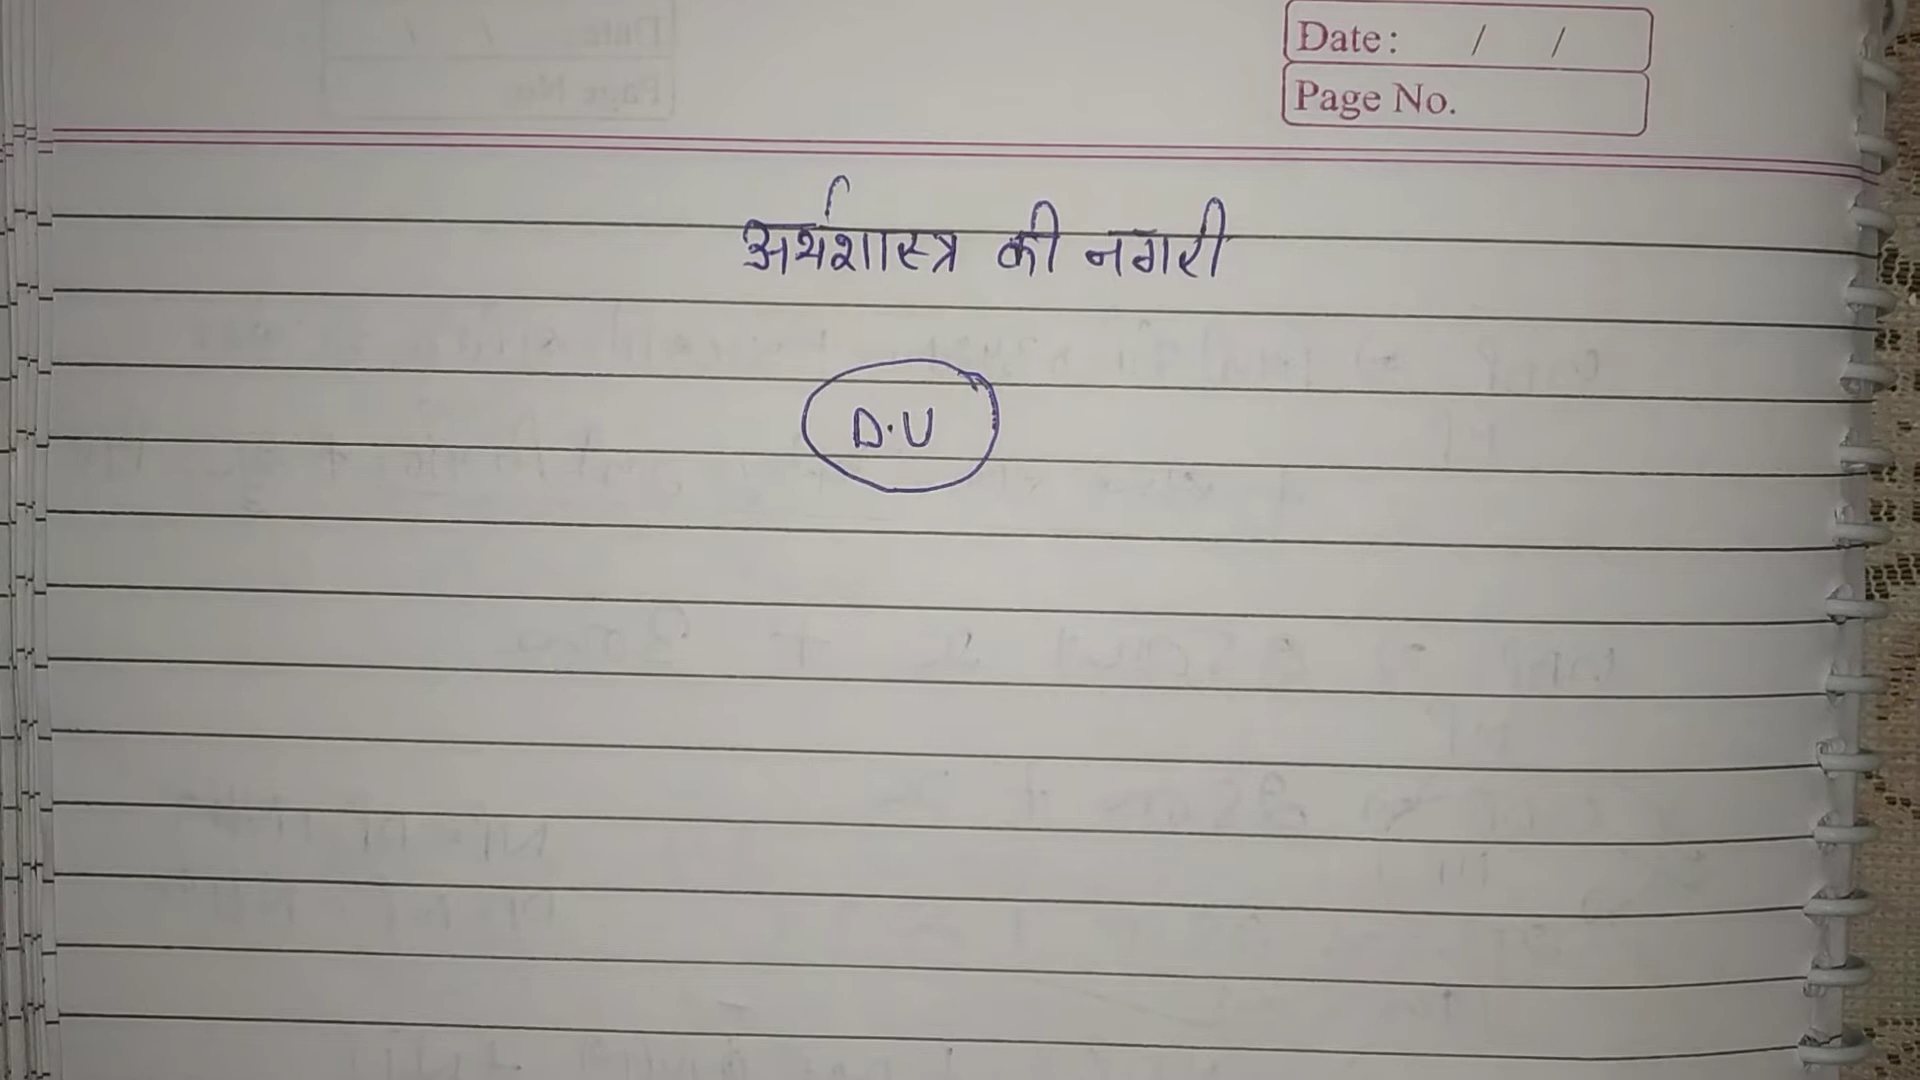 Date: / /
Page No.
अर्थशास्त्र की नगरी
D.U